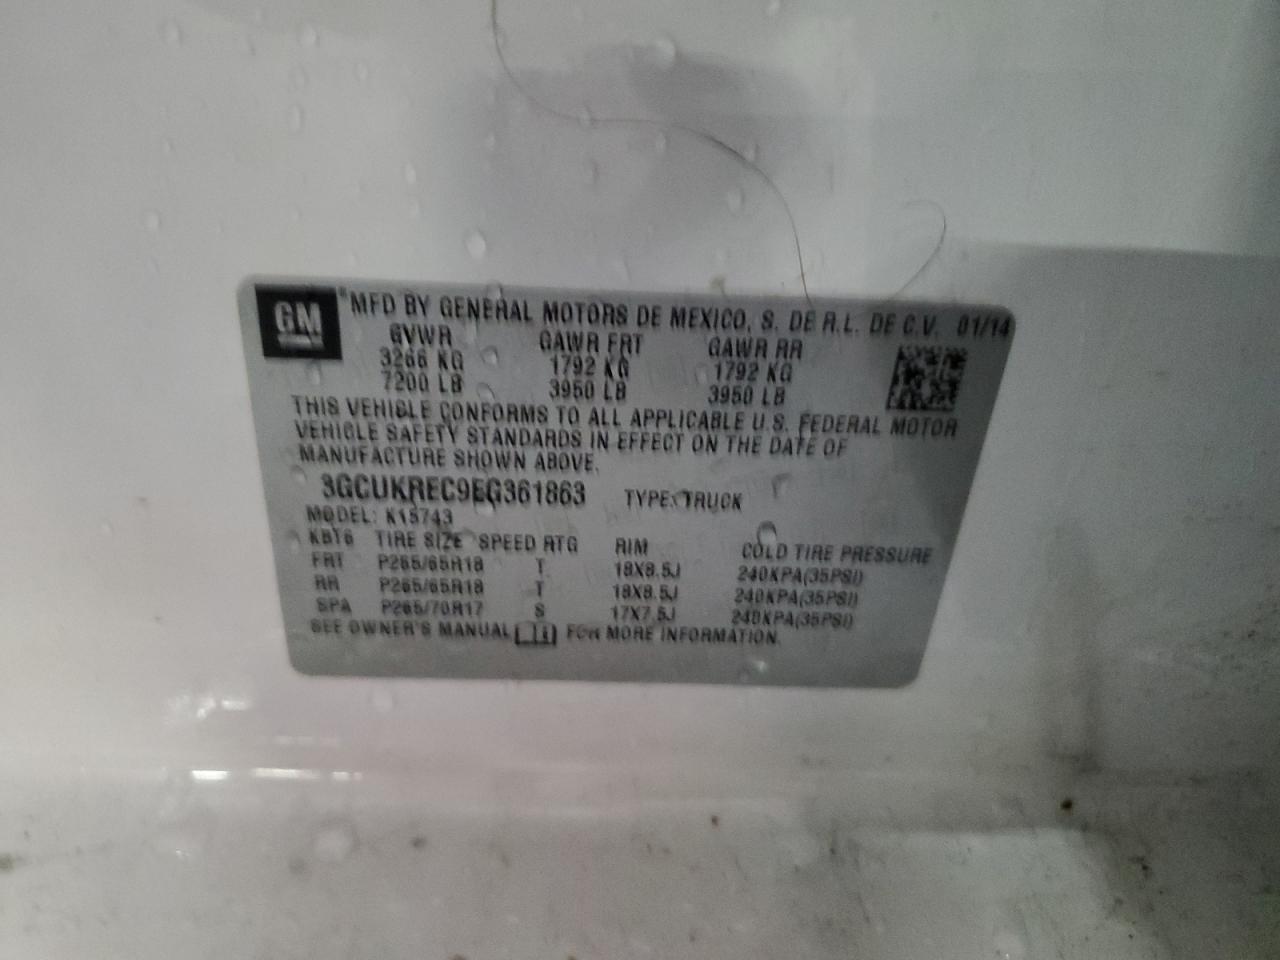 GM ® MFD BY GENERAL MOTORS DE MEXICO, S. DE R.L. DE C.V. 01/14
GVWR GAWR FRT GAWR RR
3266 KG 1792 KG 1792 KG
7200 LB 3950 LB 3950 LB
THIS VEHICLE CONFORMS TO ALL APPLICABLE U.S. FEDERAL MOTOR
VEHICLE SAFETY STANDARDS IN EFFECT ON THE DATE OF
MANUFACTURE SHOWN ABOVE.
3GCUKREC9EG361863 TYPE: TRUCK
MODEL: K15743
KBT6 TIRE SIZE SPEED RTG RIM COLD TIRE PRESSURE
FRT P265/65R18 T 18X8.5J 240KPA(35PSI)
RR P265/65R18 T 18X8.5J 240KPA(35PSI)
SPA P265/70R17 S 17X7.5J 240KPA(35PSI)
SEE OWNER'S MANUAL FOR MORE INFORMATION.